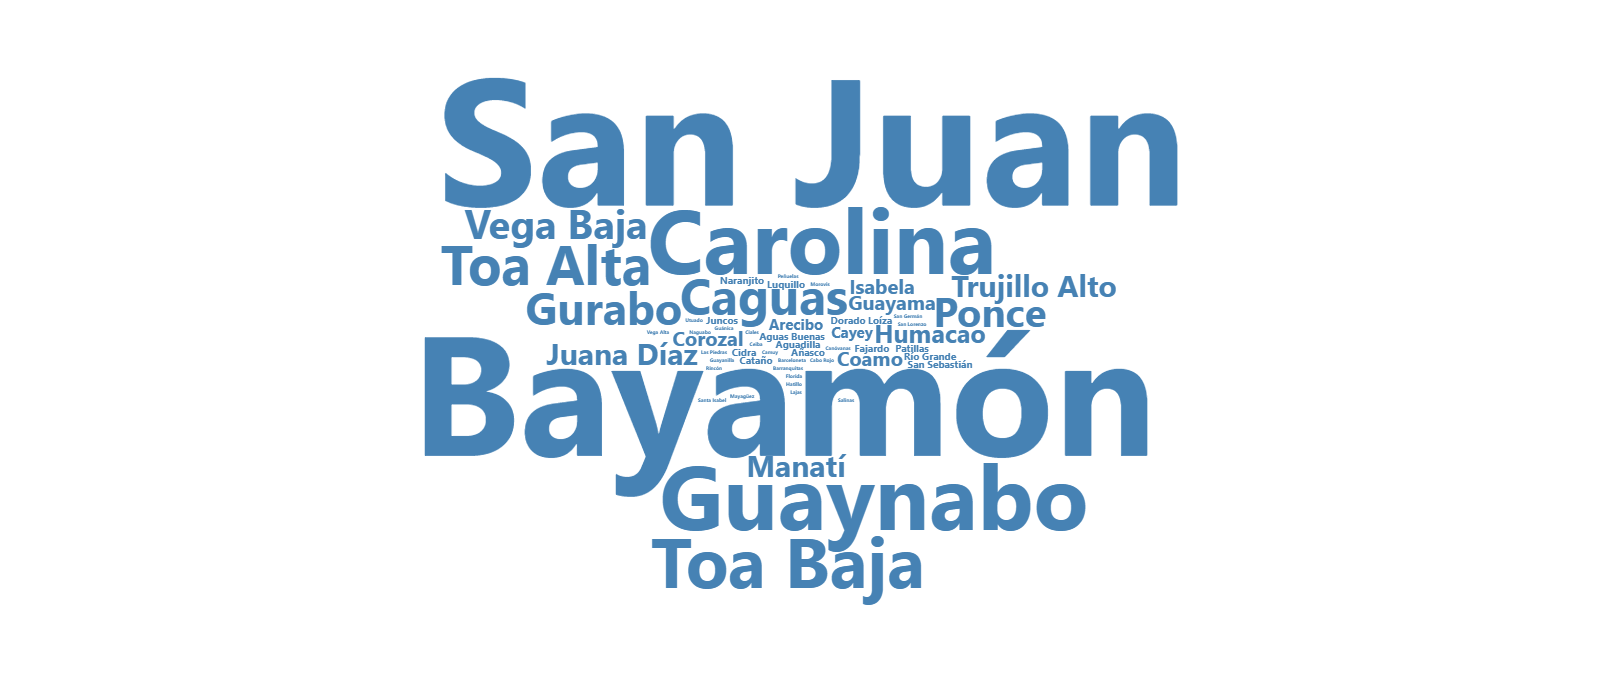 San Juan
Vega Baja
Carolina
Toa Alta
Peñuelas
Naranjito
Luquillo
Morovis
Isabela
Trujillo Alto
Gurabo
Caguas
Guayama
Ponce
Utuado
Juncos
Guánica
Arecibo
Dorado
Loíza
San Germán
San Lorenzo
Vega Alta
Naguabo
Ciales
Corozal
Aguas Buenas
Cayey
Humacao
Ceiba
Aguadilla
Juana Díaz
Las Piedras
Cidra
Camuy
Añasco
Canóvanas
Fajardo
Patillas
Guayanilla
Cataño
Barceloneta
Cabo Rojo
Coamo
Río Grande
San Sebastián
Rincón
Barranquitas
Florida
Hatillo
Lajas
Mayagüez
Santa Isabel
Salinas
Bayamón
Manatí
Guaynabo
Toa Baja